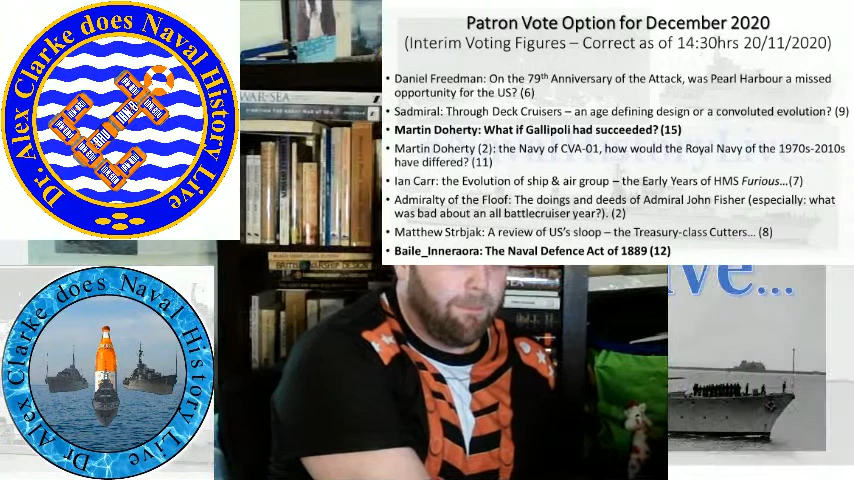 Dr. Alex Clarke does Naval History Live
Patron Vote Option for December 2020
(Interim Voting Figures – Correct as of 14:30hrs 20/11/2020)
• Daniel Freedman: On the 79th Anniversary of the Attack, was Pearl Harbour a missed
opportunity for the US? (6)
• Sadmiral: Through Deck Cruisers – an age defining design or a convoluted evolution? (9)
• Martin Doherty: What if Gallipoli had succeeded? (15)
• Martin Doherty (2): the Navy of CVA-01, how would the Royal Navy of the 1970s-2010s
have differed? (11)
• Ian Carr: the Evolution of ship & air group – the Early Years of HMS Furious...(7)
• Admiralty of the Floof: The doings and deeds of Admiral John Fisher (especially: what
was bad about an all battlecruiser year?). (2)
• Matthew Strbjak: A review of US's sloop – the Treasury-class Cutters... (8)
• Baile_Inneraora: The Naval Defence Act of 1889 (12)
WAR-SEA
Dr Alex Clarke does Naval History Live
ive...